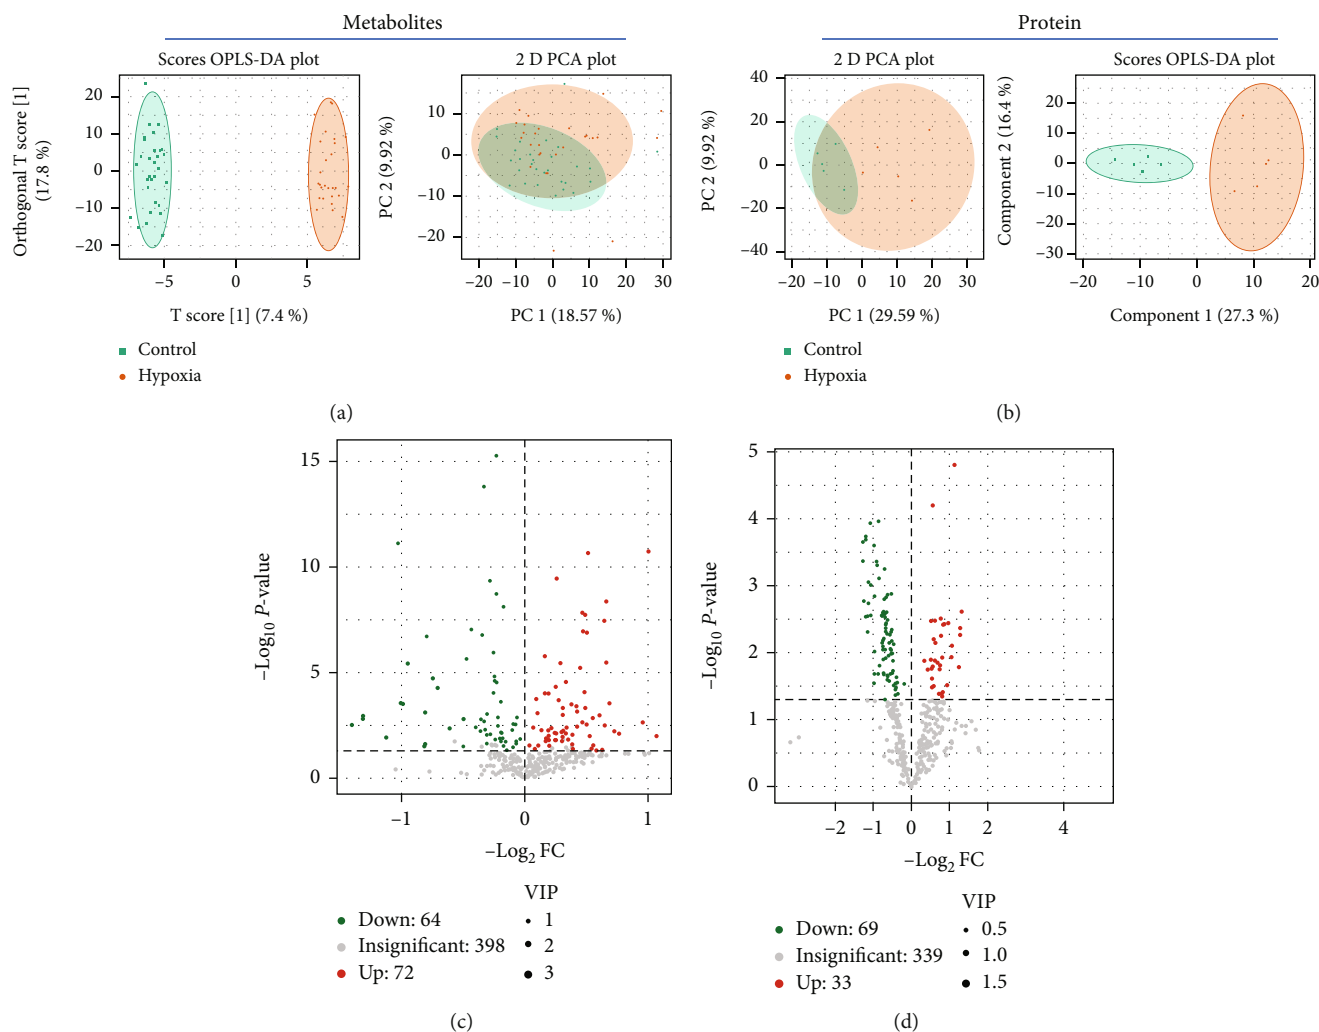 Metabolites
Protein
Scores OPLS-DA plot
2 D PCA plot
2 D PCA plot
Scores OPLS-DA plot
Orthogonal T score [1]
(17.8 %)
20
10
0
−10
−20
−5
0
5
T score [1] (7.4 %)
PC 2 (9.92 %)
10
0
−10
−20
−20
−10
0
10
20
30
PC 1 (18.57 %)
Control
Hypoxia
(a)
PC 2 (9.92 %)
40
20
0
−20
−40
−20
−10
0
10
20
30
PC 1 (29.59 %)
Component 2 (16.4 %)
20
10
0
−10
−20
−30
−20
−10
0
10
20
Component 1 (27.3 %)
Control
Hypoxia
(b)
−Log10 P-value
15
10
5
0
−1
0
1
−Log2 FC
VIP
Down: 64
1
Insignificant: 398
2
Up: 72
3
(c)
−Log10 P-value
5
4
3
2
1
0
−2
−1
0
1
2
4
−Log2 FC
VIP
Down: 69
0.5
Insignificant: 339
1.0
Up: 33
1.5
(d)